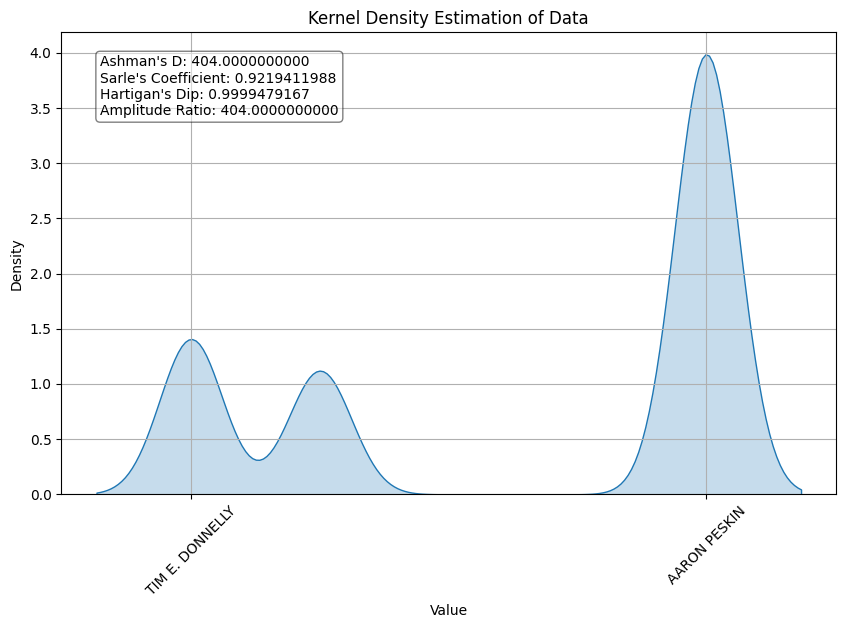 Kernel Density Estimation of Data
Ashman's D: 404.0000000000
Sarle's Coefficient: 0.9219411988
Hartigan's Dip: 0.9999479167
Amplitude Ratio: 404.0000000000
4.0
3.5
3.0
2.5
2.0
1.5
1.0
0.5
0.0
Density
TIM E. DONNELLY
AARON PESKIN
Value